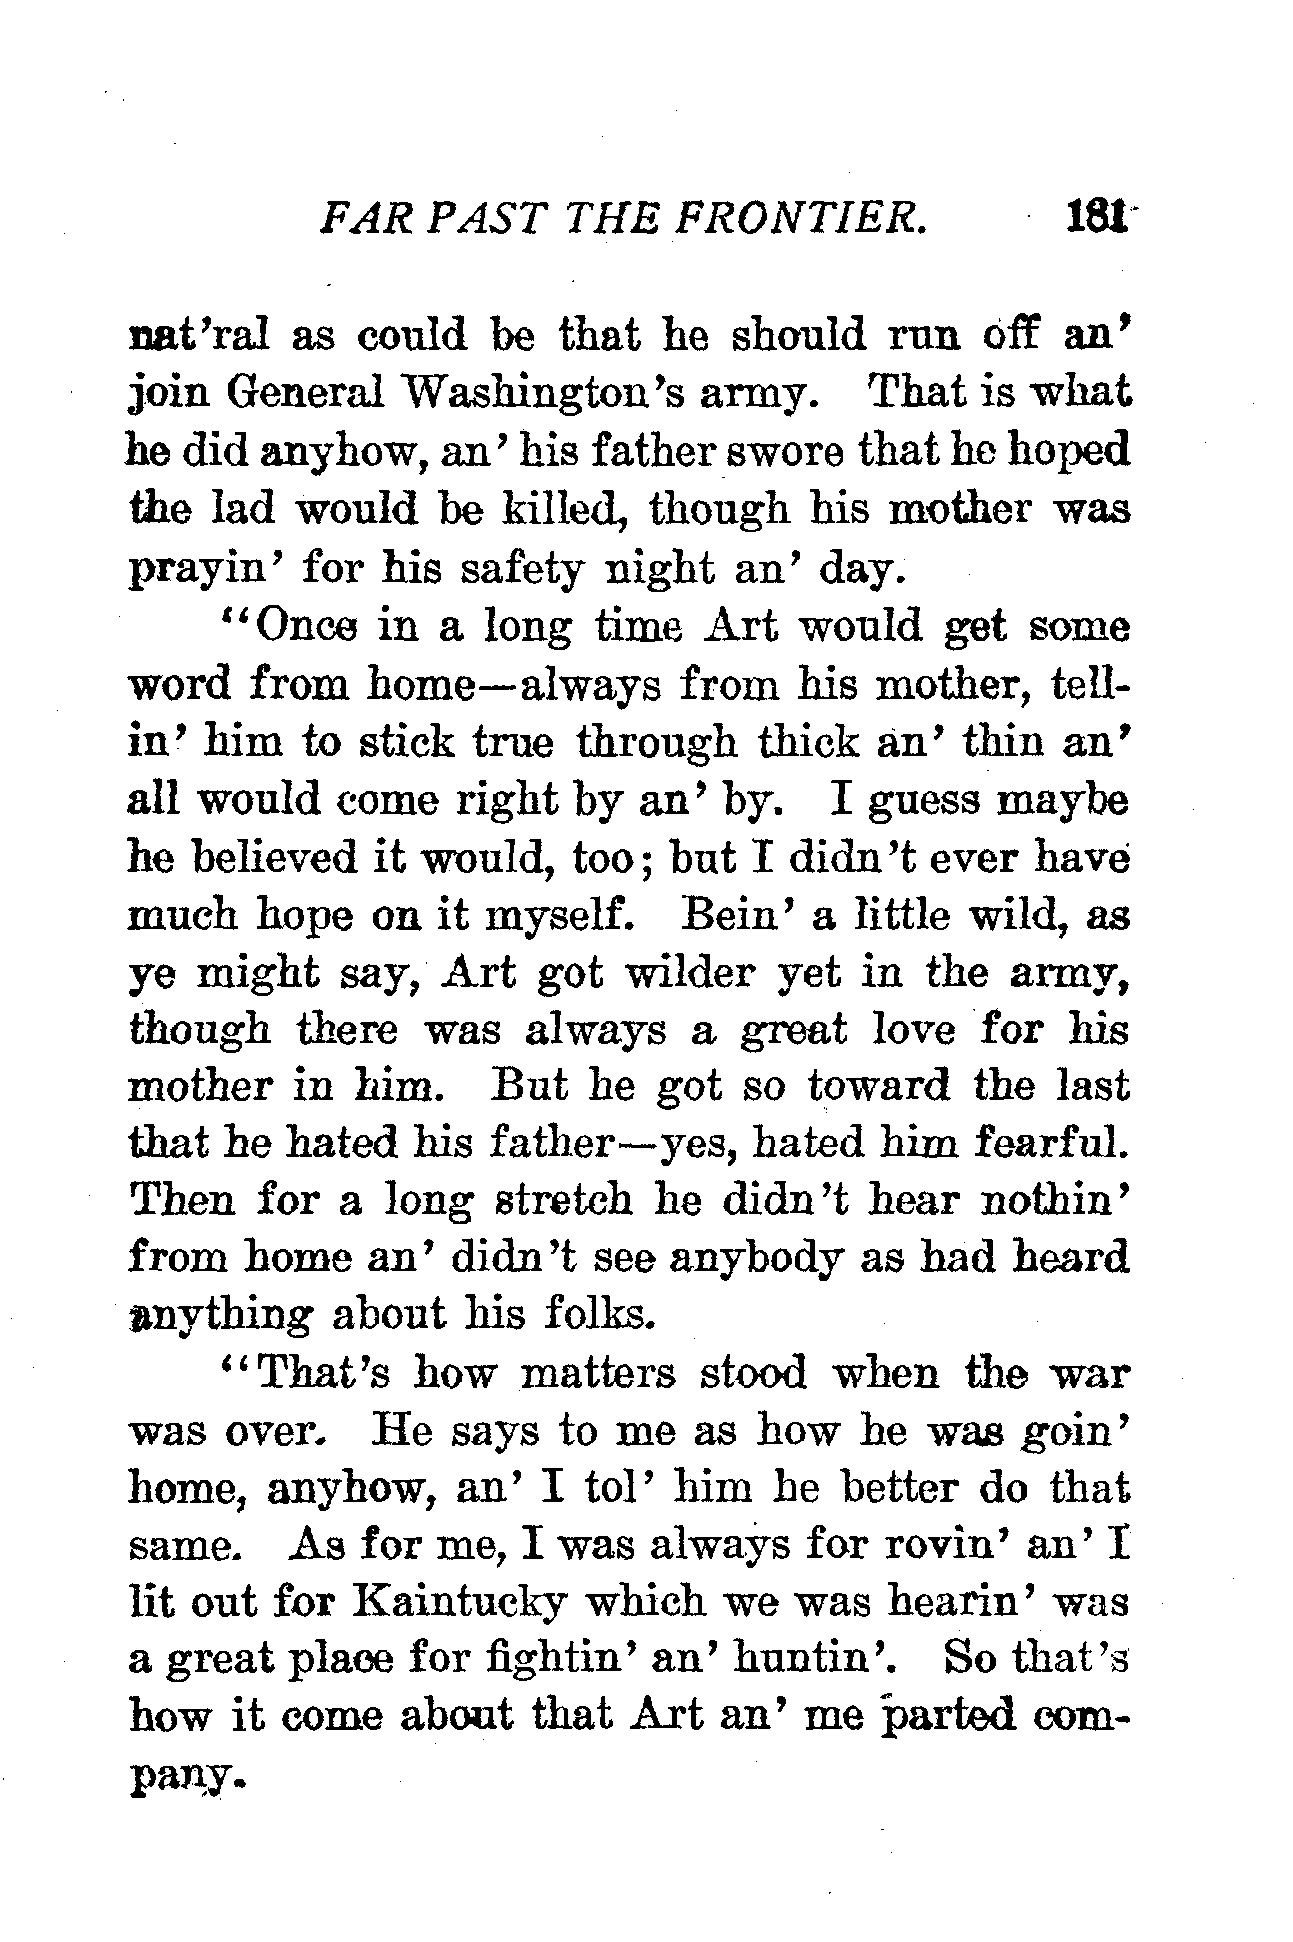 FAR PAST THE FRONTIER. 181
nat'ral as could be that he should run off an'
join General Washington's army. That is what
he did anyhow, an' his father swore that he hoped
the lad would be killed, though his mother was
prayin' for his safety night an' day.
"Once in a long time Art would get some
word from home—always from his mother, tell-
in' him to stick true through thick an' thin an'
all would come right by an' by. I guess maybe
he believed it would, too; but I didn't ever have
much hope on it myself. Bein' a little wild, as
ye might say, Art got wilder yet in the army,
though there was always a great love for his
mother in him. But he got so toward the last
that he hated his father—yes, hated him fearful.
Then for a long stretch he didn't hear nothin'
from home an' didn't see anybody as had heard
anything about his folks.
"That's how matters stood when the war
was over. He says to me as how he was goin'
home, anyhow, an' I tol' him he better do that
same. As for me, I was always for rovin' an' I
lit out for Kaintucky which we was hearin' was
a great place for fightin' an' huntin'. So that's
how it come about that Art an' me parted com-
pany.